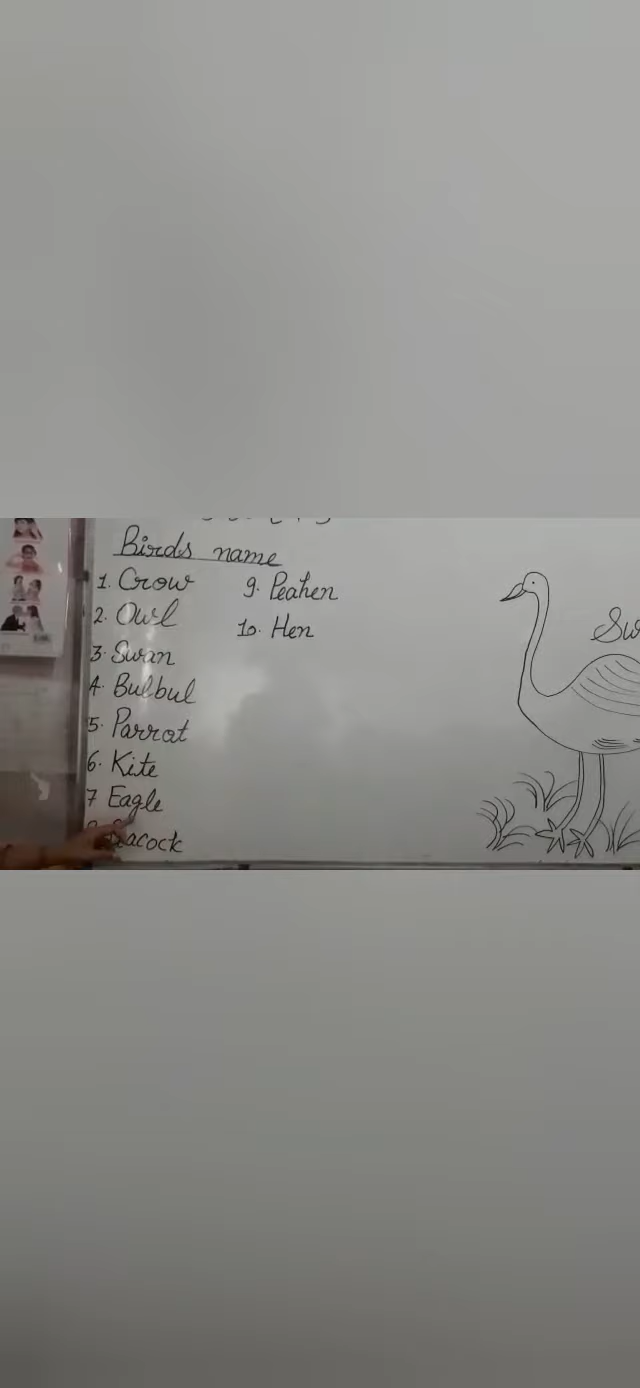 Birds name
1. Crow
2. Owl
3. Swan
4. Bulbul
5. Parrot
6. Kite
7 Eagle
9. Peahen
10. Hen